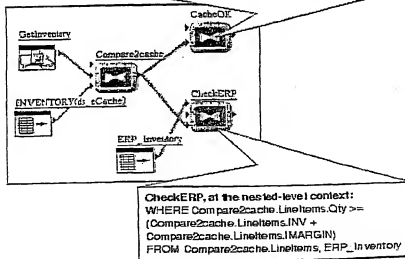 CacheOK
GetInventory
Compare2cache
INVENTORY(ds_eCache)
CheckERP
ERP_Inventory
CheckERP, at the nested-level context:
WHERE Compare2cache.LineItems.Qty >=
(Compare2cache.LineItems.INV +
Compare2cache.LineItems.IMARGIN)
FROM Compare2cache.LineItems, ERP_Inventory